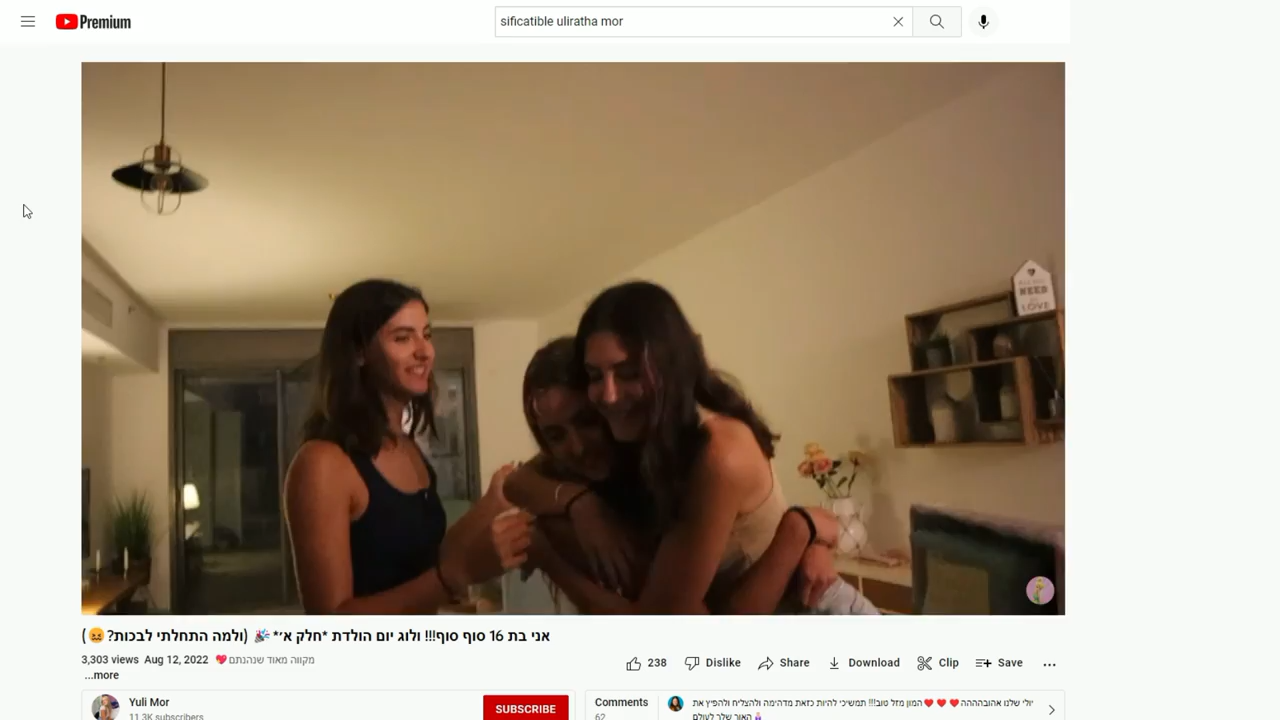 Premium
sificatible uliratha mor
NEED
LOVE
אני בת 16 סוף סוף!!! ולוג יום הולדת *חלק א׳* 🎉 (ולמה התחלתי לבכות?😖)
3,303 views Aug 12, 2022 מקווה מאוד שנהנתם💖
...more
238 Dislike Share Download Clip Save
Yuli Mor
11.3K subscribers
SUBSCRIBE
Comments
62
יולי שלנו אהובהההה❤️❤️❤️ המון מזל טוב!!! תמשיכי להיות כזאת מדהימה ולהצליח ולהפיץ את
האור שלך לעולם